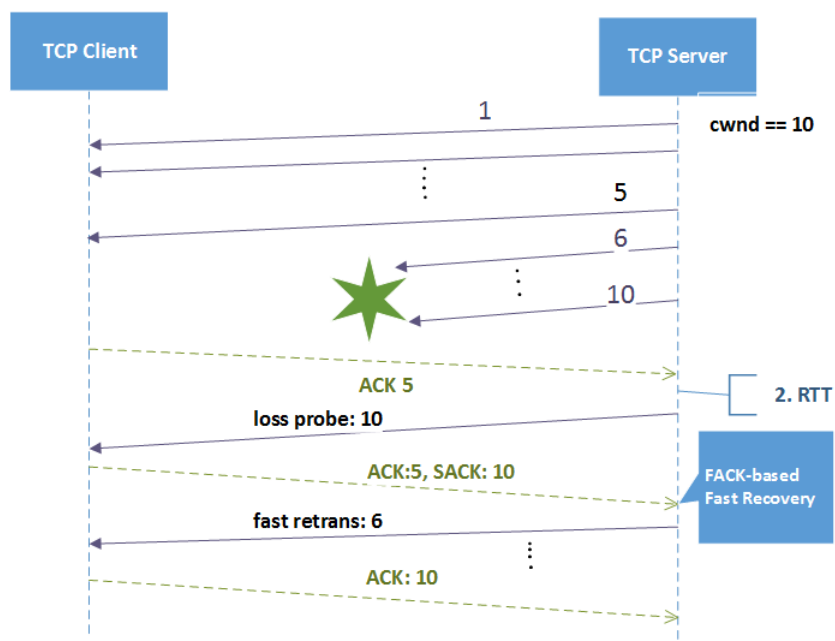 TCP Client
TCP Server
1
cwnd == 10
5
6
10
ACK 5
2. RTT
loss probe: 10
ACK:5, SACK: 10
FACK-based
Fast Recovery
fast retrans: 6
ACK: 10